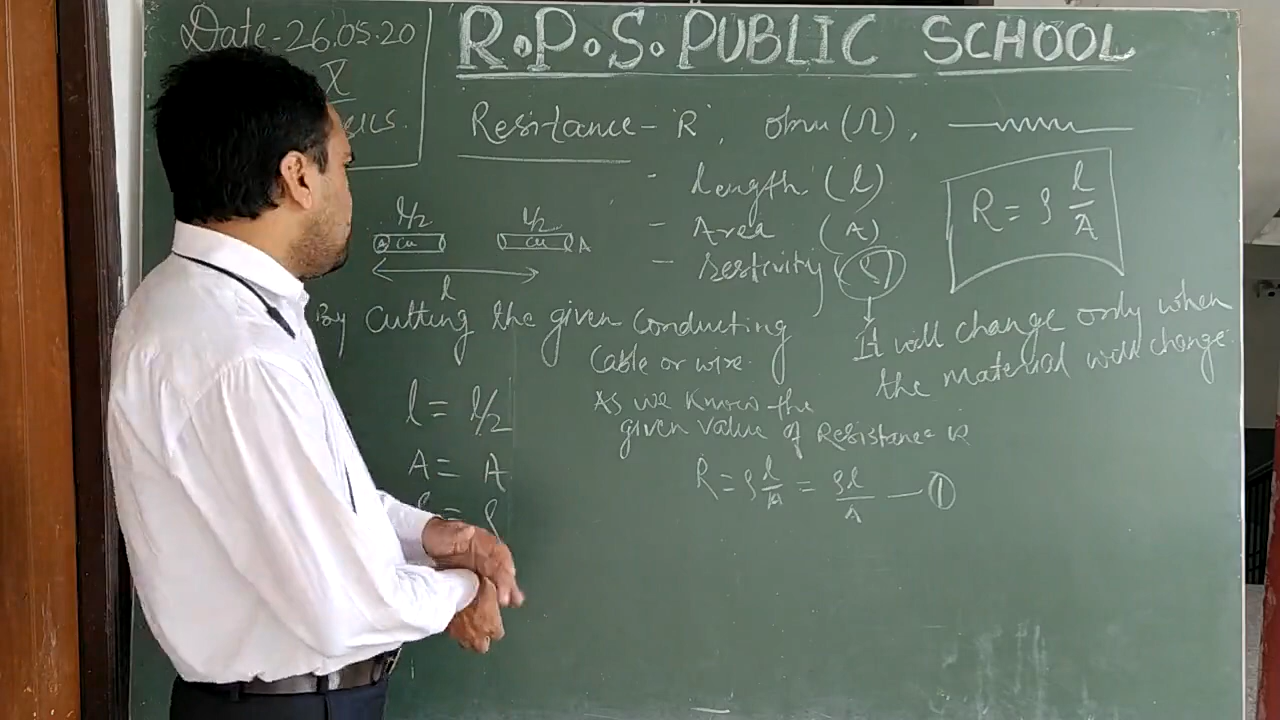 Date-26.05.20
X
R.P.S. PUBLIC SCHOOL
Resistance - 'R', ohm (Ω),
- Length (l)
- Area (A)
- (ρ)
R = ρ l/A
l/2 l/2
Cu Cu A
l
By cutting the given conducting
Cable or wire.
It will change only when
the material will change.
l = l/2
A = A
ρ = ρ
As we know the
given value of Resistance is
R = ρ l/A = ρl/A — ①